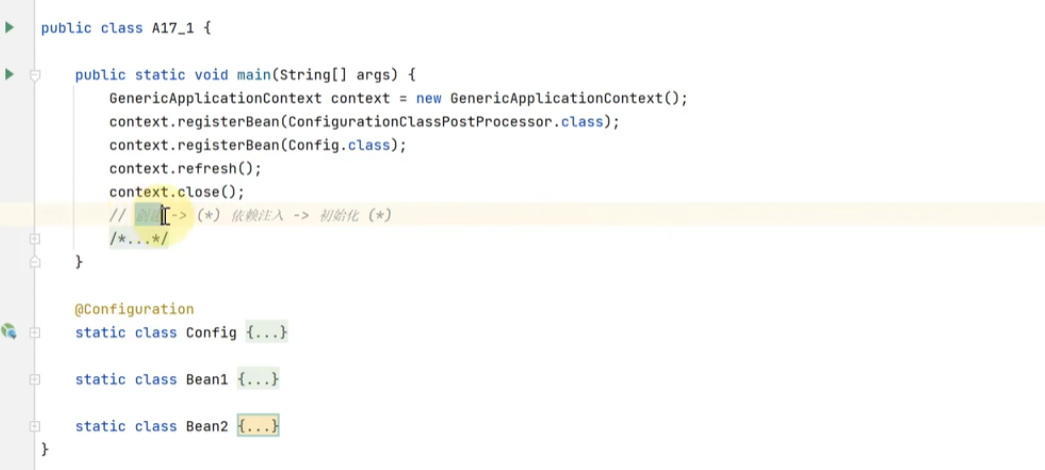 public class A17_1 {
public static void main(String[] args) {
GenericApplicationContext context = new GenericApplicationContext();
context.registerBean(ConfigurationClassPostProcessor.class);
context.registerBean(Config.class);
context.refresh();
context.close();
// 创建 -> (*) 依赖注入 -> 初始化 (*)
/*...*/
}
@Configuration
static class Config {...}
static class Bean1 {...}
static class Bean2 {...}
}